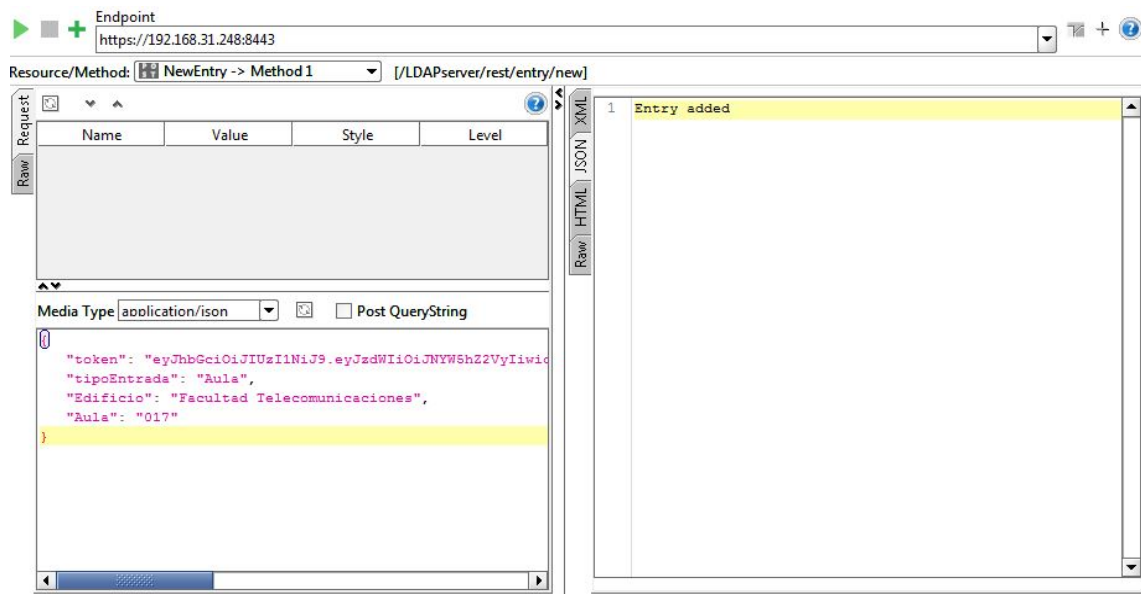 Endpoint
https://192.168.31.248:8443
Resource/Method: NewEntry -> Method 1 [/LDAPserver/rest/entry/new]
Request
Raw
Name Value Style Level
Media Type application/json Post QueryString
{
"token": "eyJhbGciOiJIUzI1NiJ9.eyJzdWIiOiJNYW5hZ2VyIiwic
"tipoEntrada": "Aula",
"Edificio": "Facultad Telecomunicaciones",
"Aula": "017"
}
XML
JSON
HTML
Raw
1 Entry added